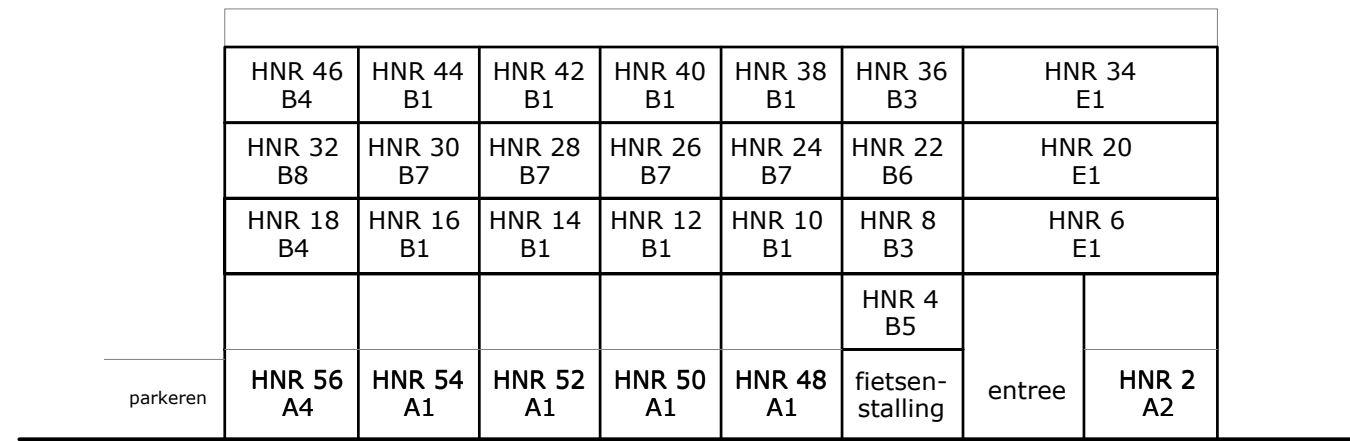 HNR 46 HNR 44 HNR 42 HNR 40 HNR 38 HNR 36 HNR 34
B4 B1 B1 B1 B1 B3 E1
HNR 32 HNR 30 HNR 28 HNR 26 HNR 24 HNR 22 HNR 20
B8 B7 B7 B7 B7 B6 E1
HNR 18 HNR 16 HNR 14 HNR 12 HNR 10 HNR 8 HNR 6
B4 B1 B1 B1 B1 B3 E1
HNR 4
B5
parkeren HNR 56 HNR 54 HNR 52 HNR 50 HNR 48 fietsen- entree HNR 2
A4 A1 A1 A1 A1 stalling A2